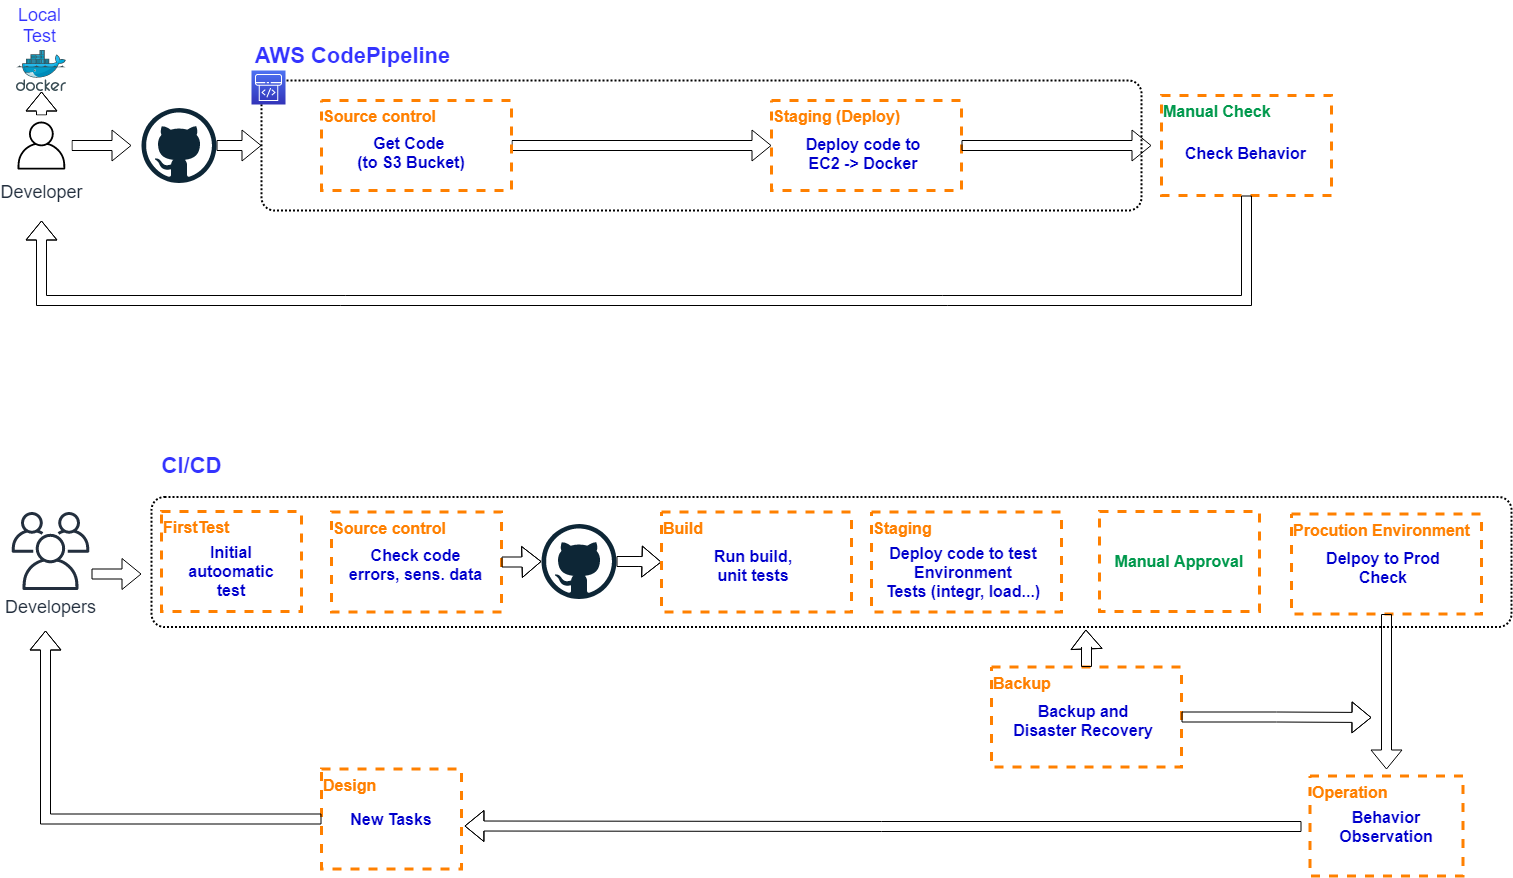 Local
Test
docker
Developer
AWS CodePipeline
Source control
Get Code
(to S3 Bucket)
Staging (Deploy)
Deploy code to
EC2 -> Docker
Manual Check
Check Behavior
CI/CD
Developers
FirstTest
Initial
autoomatic
test
Source control
Check code
errors, sens. data
Build
Run build,
unit tests
Staging
Deploy code to test
Environment
Tests (integr, load...)
Manual Approval
Procution Environment
Delpoy to Prod
Check
Backup
Backup and
Disaster Recovery
Design
New Tasks
Operation
Behavior
Observation